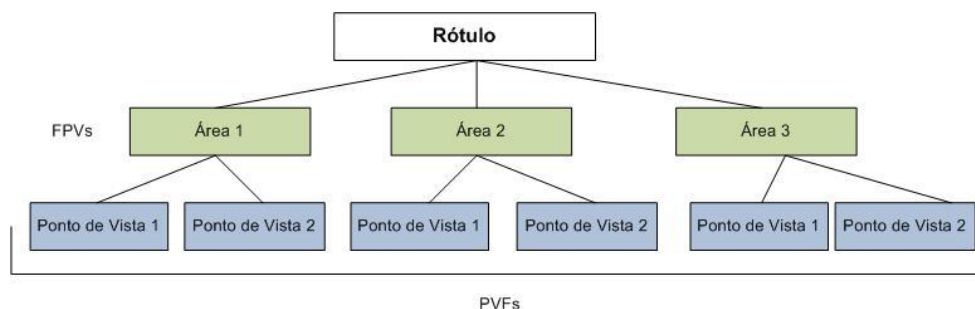 Rótulo
FPVs
Área 1
Área 2
Área 3
Ponto de Vista 1
Ponto de Vista 2
Ponto de Vista 1
Ponto de Vista 2
Ponto de Vista 1
Ponto de Vista 2
PVFs